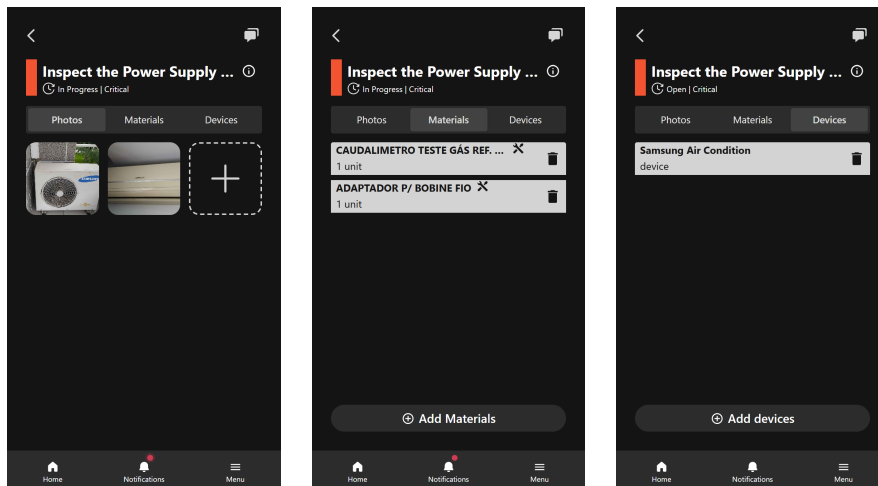 Inspect the Power Supply ...
In Progress | Critical
Photos Materials Devices
SAMSUNG
Home Notifications Menu
Inspect the Power Supply ...
In Progress | Critical
Photos Materials Devices
CAUDALIMETRO TESTE GÁS REF. ...
1 unit
ADAPTADOR P/ BOBINE FIO
1 unit
Add Materials
Home Notifications Menu
Inspect the Power Supply ...
Open | Critical
Photos Materials Devices
Samsung Air Condition
device
Add devices
Home Notifications Menu